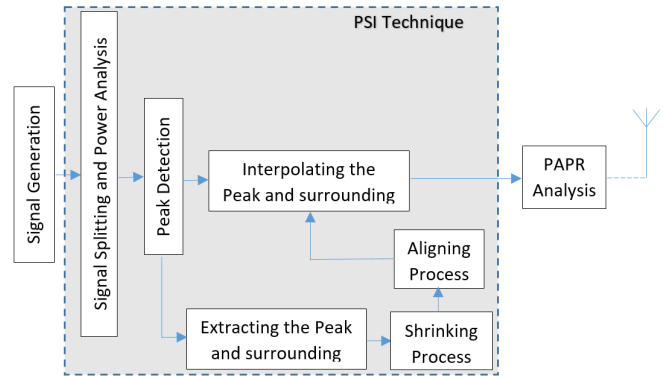 PSI Technique
Signal Generation
Signal Splitting and Power Analysis
Peak Detection
Interpolating the
Peak and surrounding
PAPR
Analysis
Aligning
Process
Extracting the Peak
and surrounding
Shrinking
Process